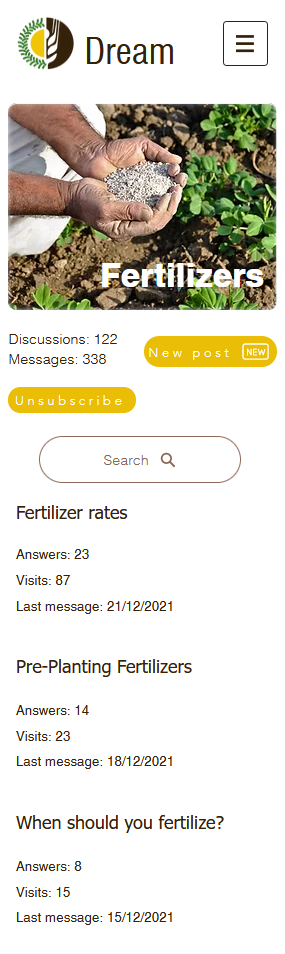 Dream
Fertilizers
Discussions: 122
Messages: 338
New post NEW
Unsubscribe
Search
Fertilizer rates
Answers: 23
Visits: 87
Last message: 21/12/2021
Pre-Planting Fertilizers
Answers: 14
Visits: 23
Last message: 18/12/2021
When should you fertilize?
Answers: 8
Visits: 15
Last message: 15/12/2021